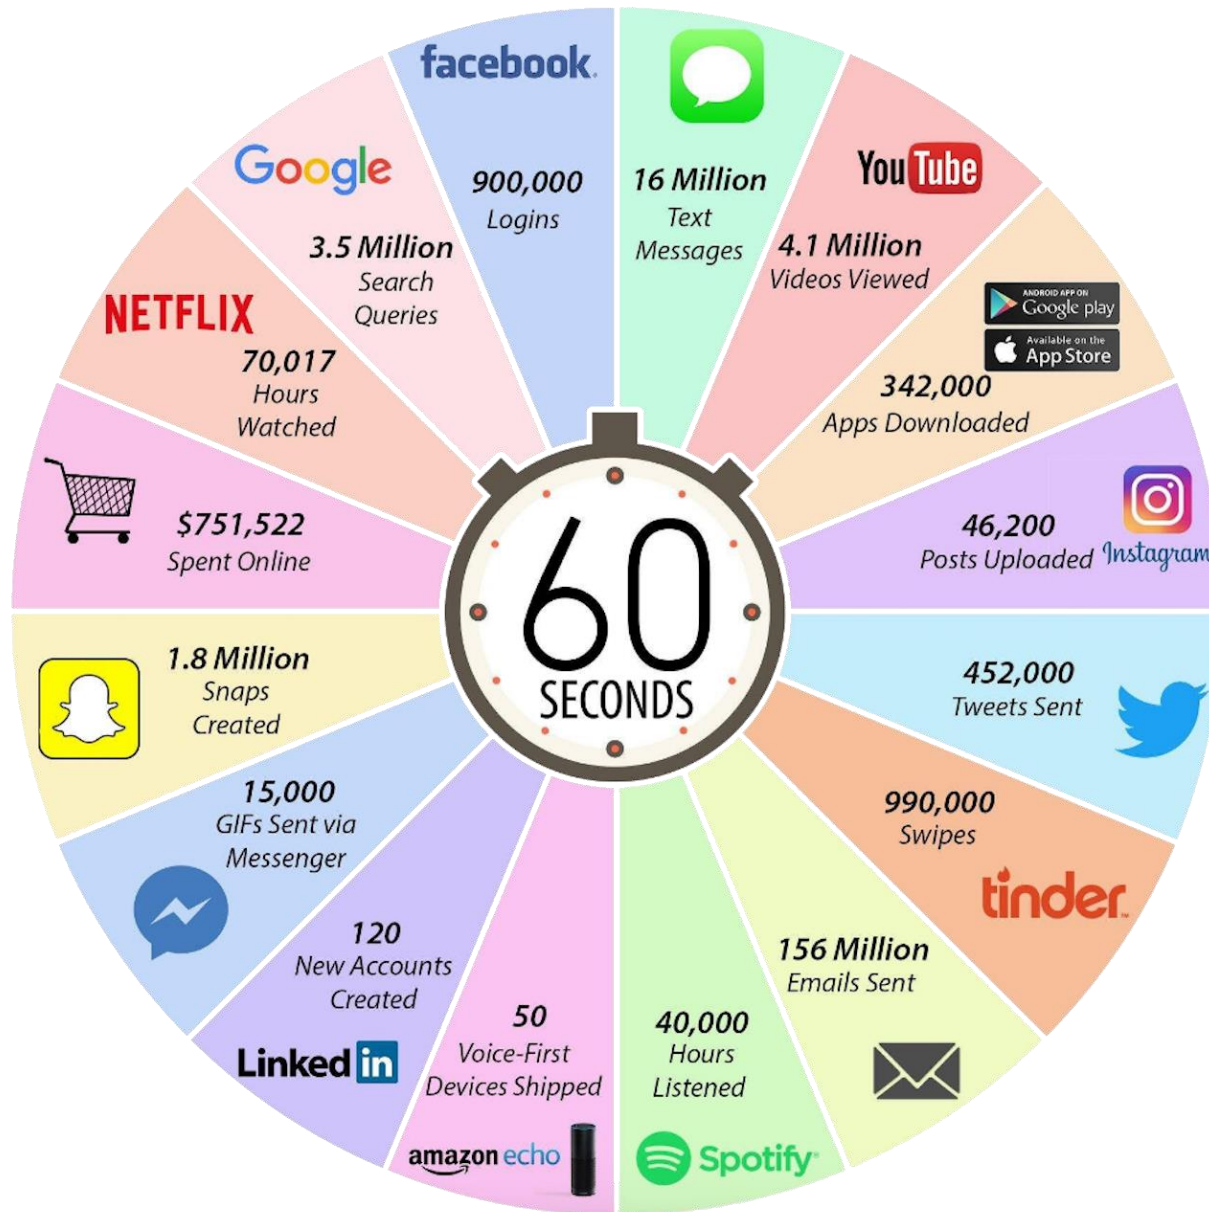 facebook
900,000
Logins
16 Million
Text
Messages
YouTube
4.1 Million
Videos Viewed
ANDROID APP ON
Google play
Available on the
App Store
342,000
Apps Downloaded
46,200
Posts Uploaded
Instagram
452,000
Tweets Sent
990,000
Swipes
tinder™
156 Million
Emails Sent
40,000
Hours
Listened
Spotify
50
Voice-First
Devices Shipped
amazon echo
120
New Accounts
Created
Linked in
15,000
GIFs Sent via
Messenger
1.8 Million
Snaps
Created
$751,522
Spent Online
NETFLIX
70,017
Hours
Watched
Google
3.5 Million
Search
Queries
60
SECONDS